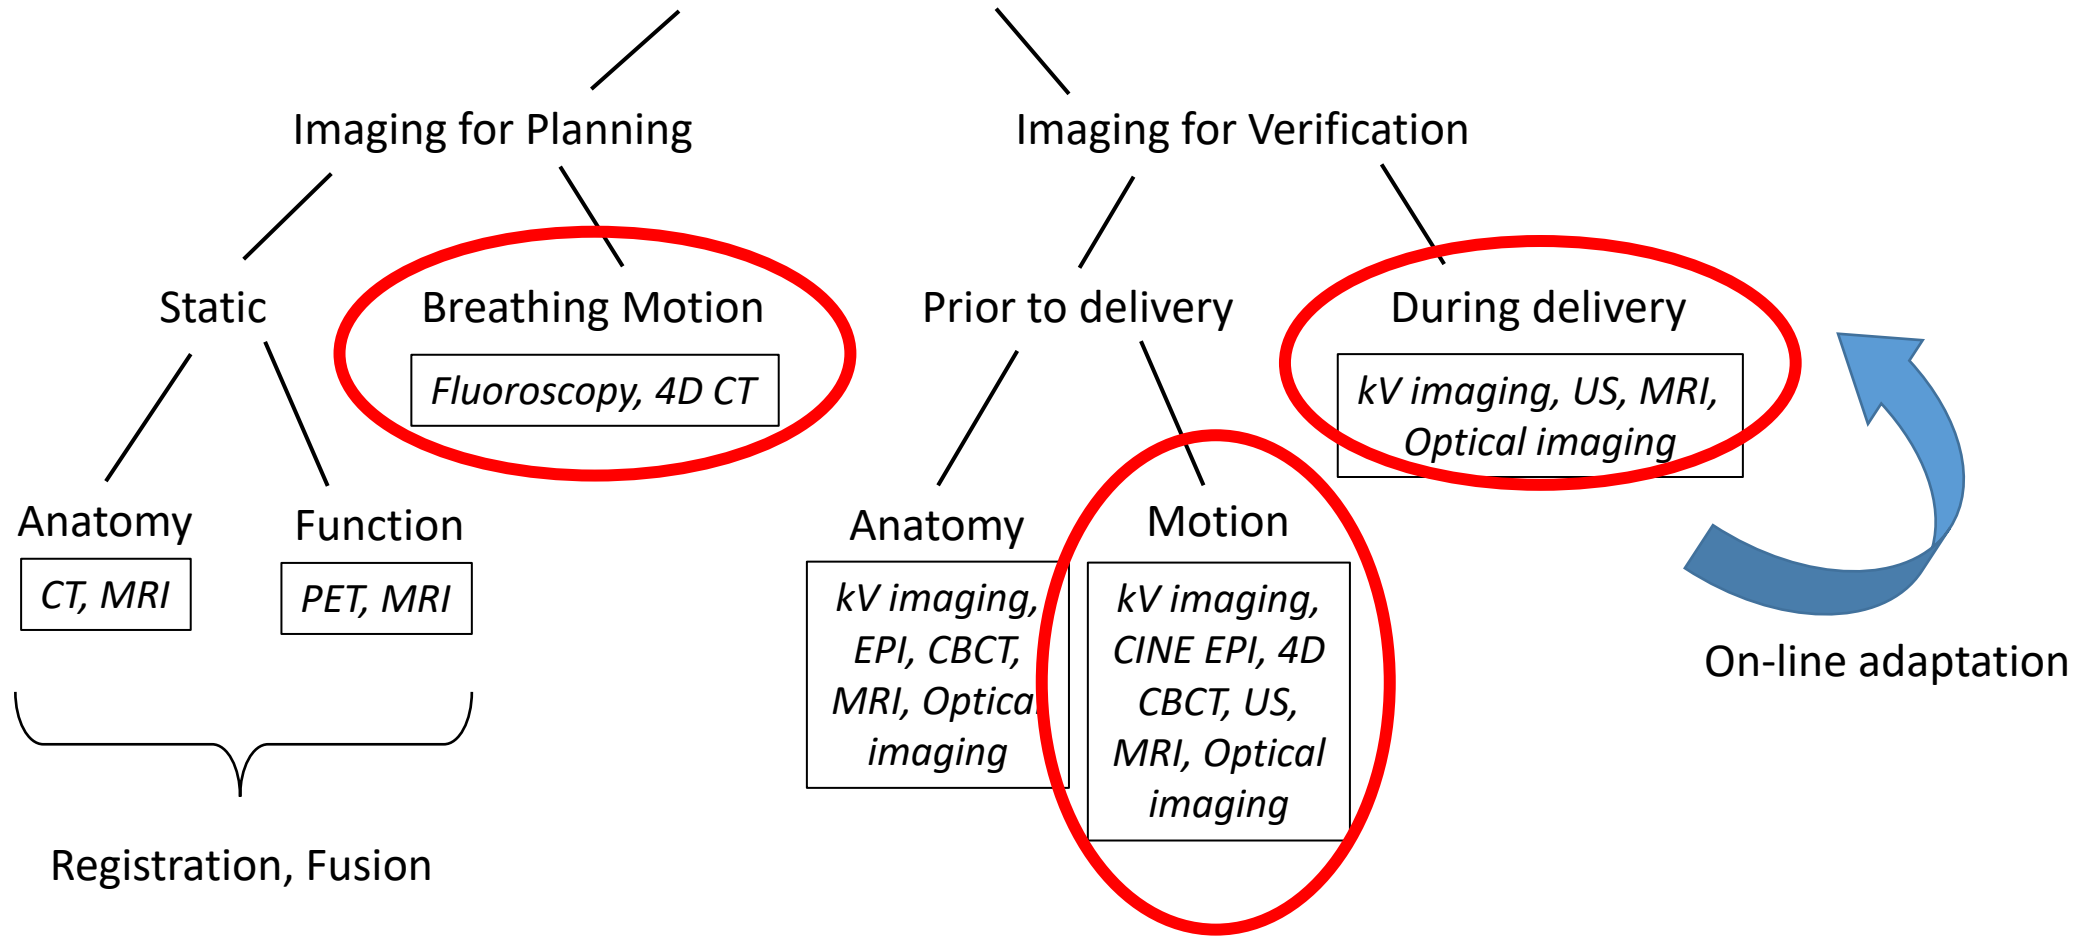 Imaging for Planning
Imaging for Verification
Static
Breathing Motion
Fluoroscopy, 4D CT
Prior to delivery
During delivery
kV imaging, US, MRI,
Optical imaging
Anatomy
CT, MRI
Function
PET, MRI
Anatomy
kV imaging,
EPI, CBCT,
MRI, Optical
imaging
Motion
kV imaging,
CINE EPI, 4D
CBCT, US,
MRI, Optical
imaging
On-line adaptation
Registration, Fusion